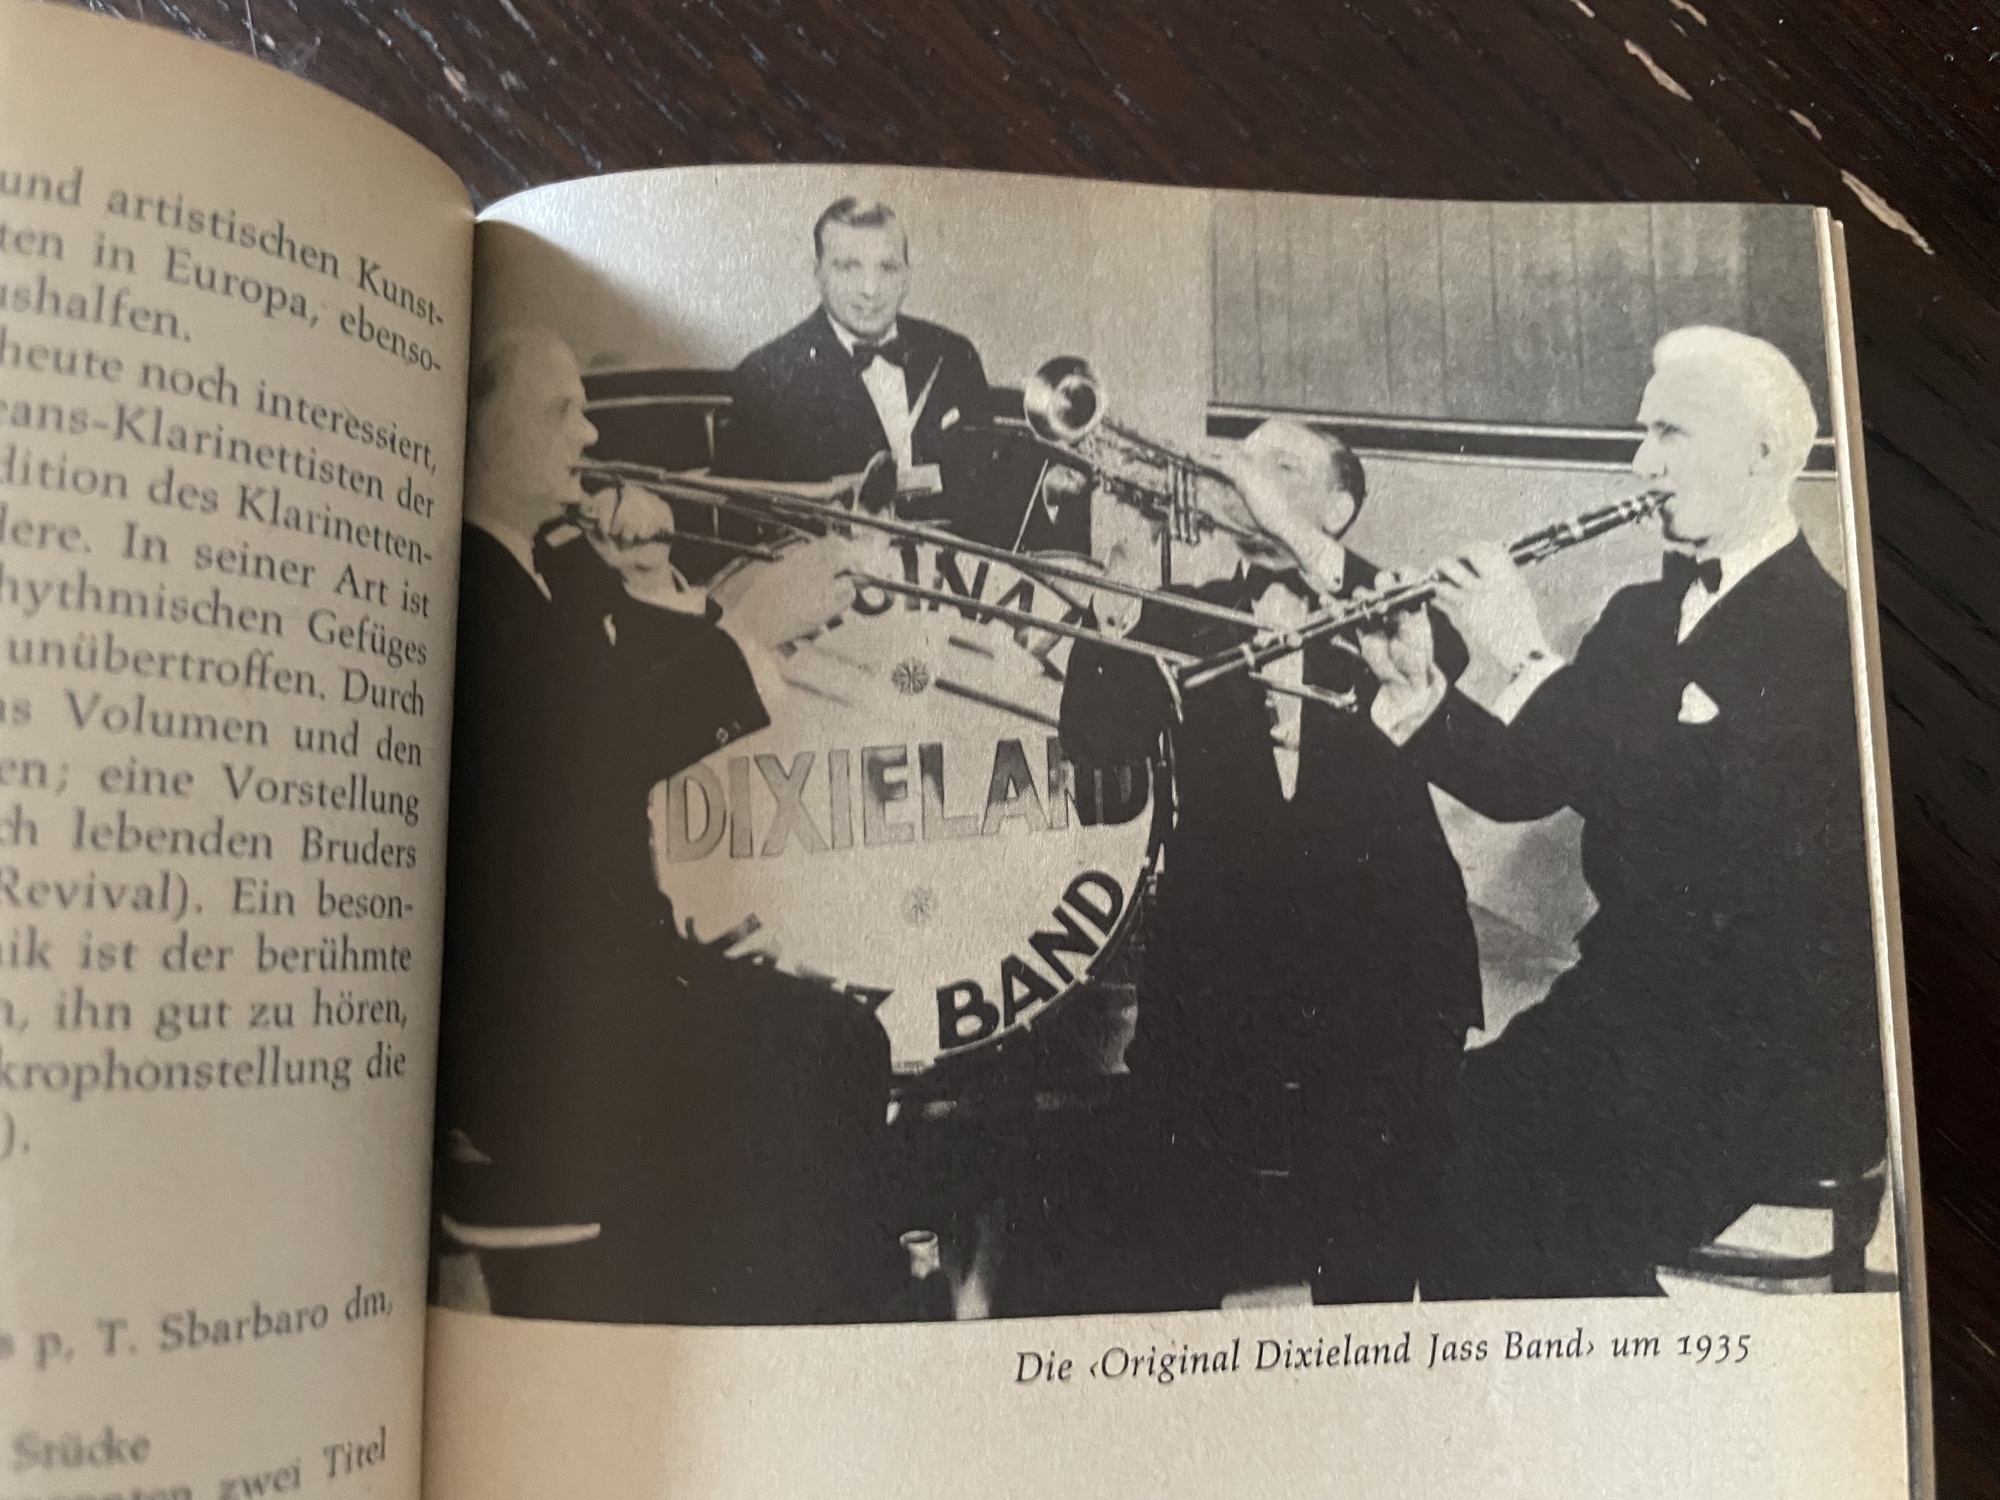 und artistischen Kunst-
ten in Europa, ebenso-
ushalfen.
heute noch interessiert,
eans-Klarinettisten der
dition des Klarinetten-
dere. In seiner Art ist
hythmischen Gefüges
unübertroffen. Durch
as Volumen und den
en; eine Vorstellung
ch lebenden Bruders
Revival). Ein beson-
nik ist der berühmte
n, ihn gut zu hören,
krophonstellung die
).
s p, T. Sbarbaro dm,
Stücke
zwei Titel
GINAL
DIXIELAND
BAND
Die ‹Original Dixieland Jass Band› um 1935